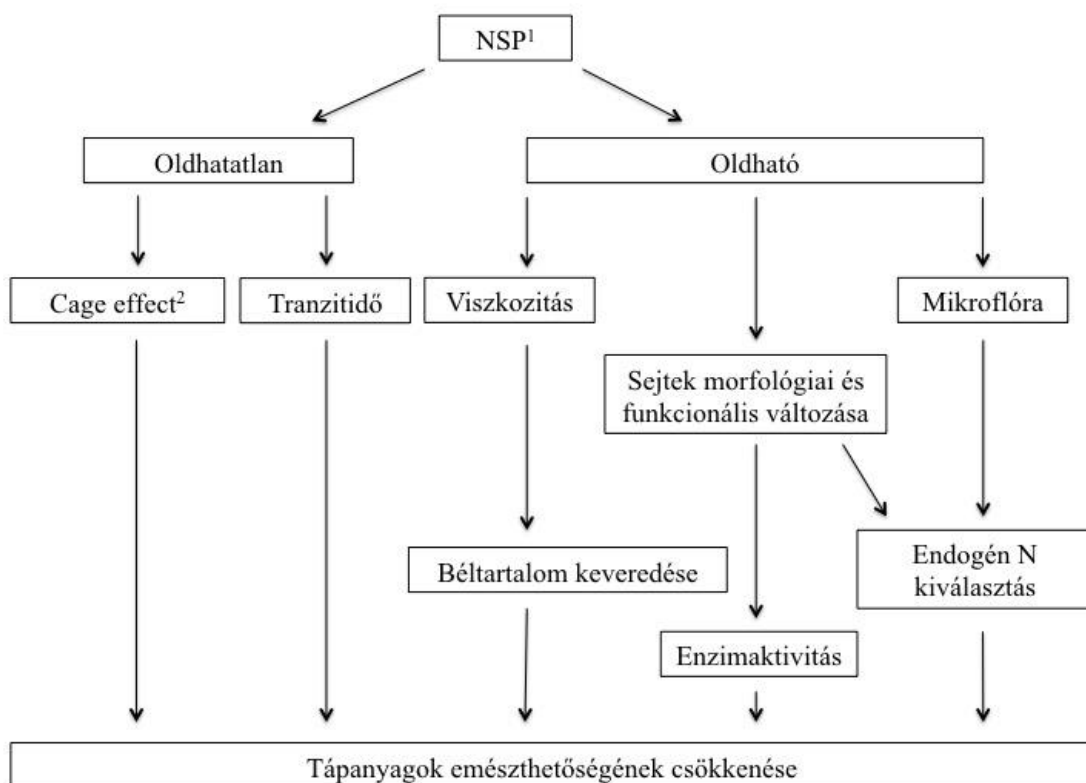 NSP¹
Oldhatatlan
Oldható
Cage effect²
Tranzitidő
Viszkozitás
Mikroflóra
Sejtek morfológiai és
funkcionális változása
Béltartalom keveredése
Endogén N
kiválasztás
Enzimaktivitás
Tápanyagok emészthetőségének csökkenése